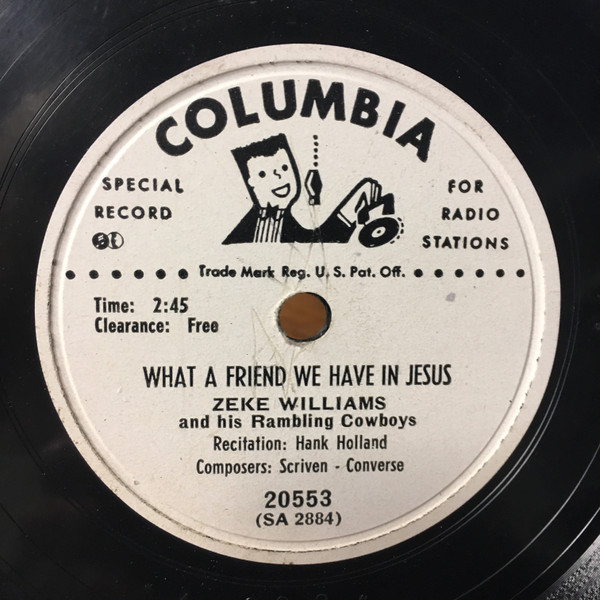 COLUMBIA
SPECIAL
RECORD
FOR
RADIO
STATIONS
Trade Mark Reg. U. S. Pat. Off.
Time: 2:45
Clearance: Free
WHAT A FRIEND WE HAVE IN JESUS
ZEKE WILLIAMS
and his Rambling Cowboys
Recitation: Hank Holland
Composers: Scriven - Converse
20553
(SA 2884)